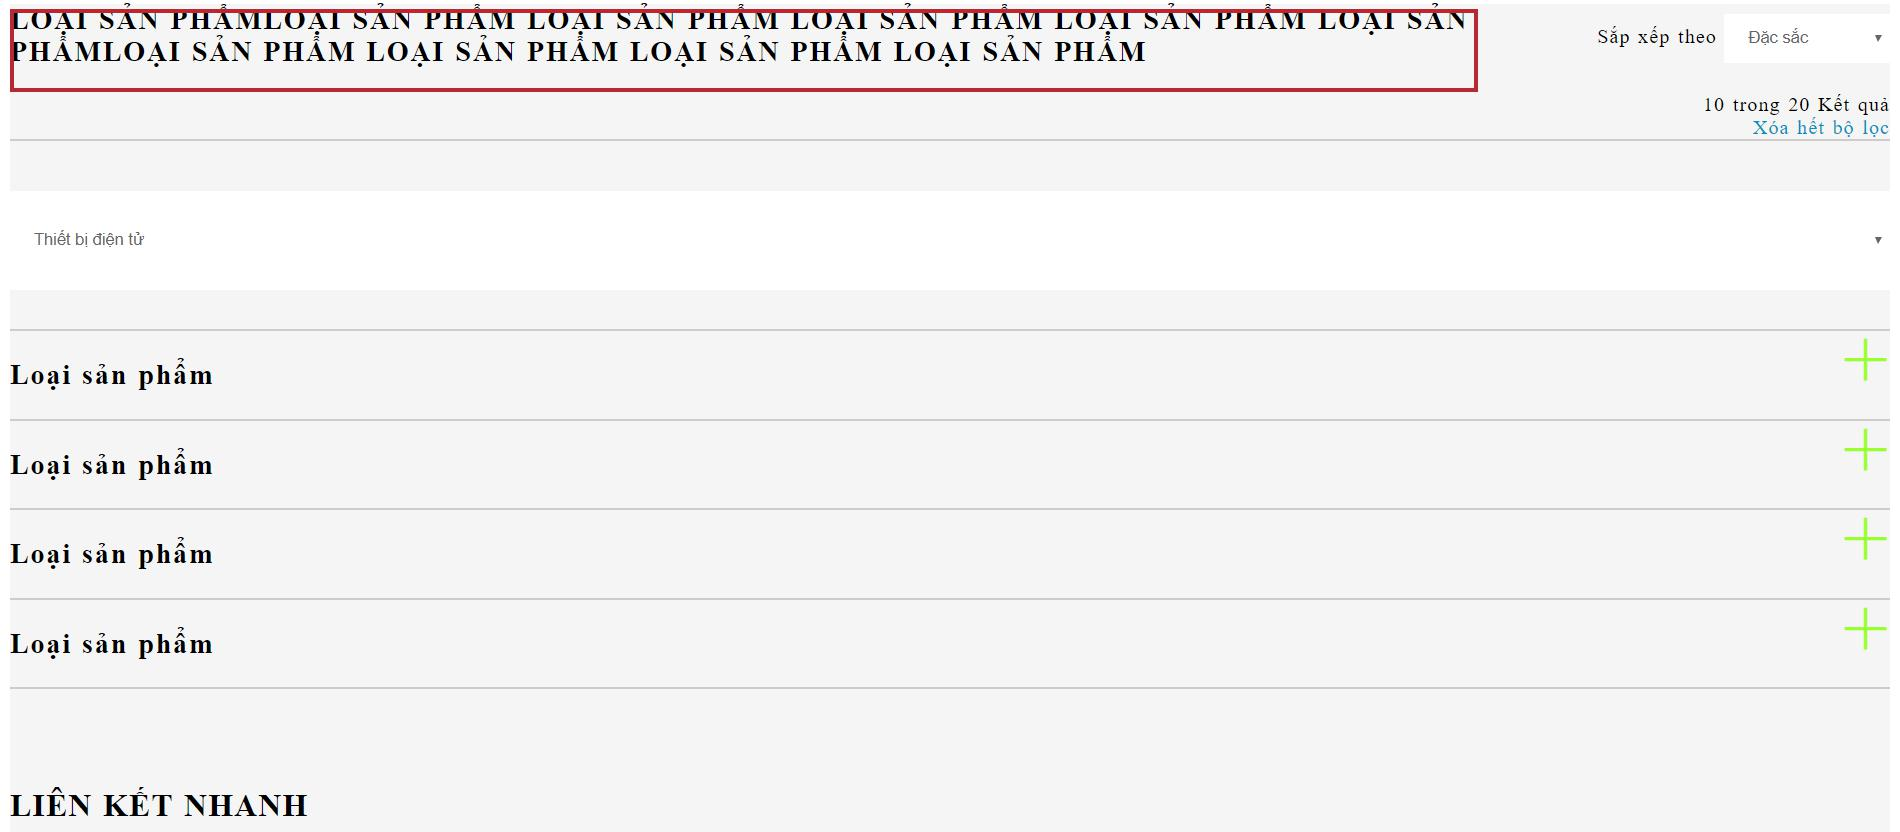 LOẠI SẢN PHẨMLOẠI SẢN PHẨM LOẠI SẢN PHẨM LOẠI SẢN PHẨM LOẠI SẢN PHẨM LOẠI SẢN
PHẨMLOẠI SẢN PHẨM LOẠI SẢN PHẨM LOẠI SẢN PHẨM LOẠI SẢN PHẨM
Sắp xếp theo Đặc sắc
10 trong 20 Kết quả
Xóa hết bộ lọc
Thiết bị điện tử
Loại sản phẩm
Loại sản phẩm
Loại sản phẩm
Loại sản phẩm
LIÊN KẾT NHANH